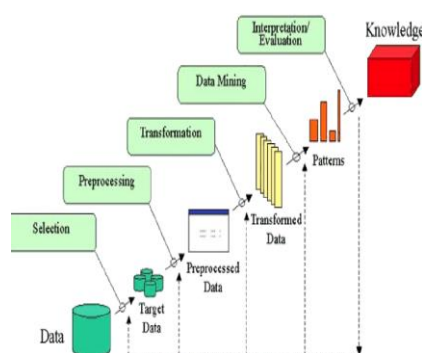 Interpretation/
Evaluation
Knowledge
Data Mining
Transformation
Patterns
Preprocessing
Transformed
Data
Selection
Preprocessed
Data
Target
Data
Data